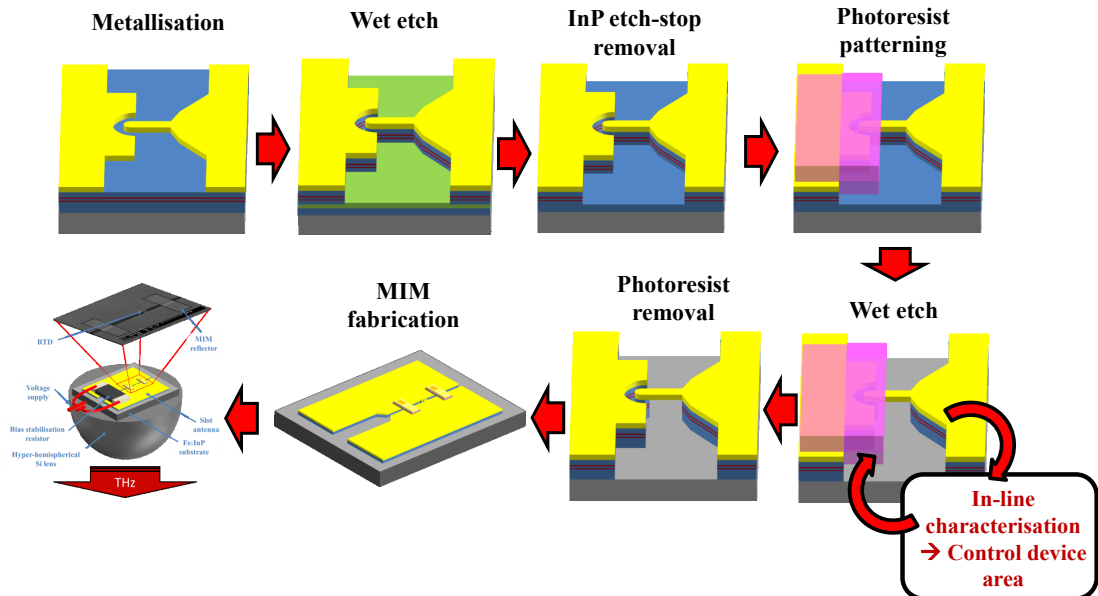 Metallisation
Wet etch
InP etch-stop
removal
Photoresist
patterning
RTD
MIM
reflector
Voltage
supply
Bias stabilisation
resistor
Hyper-hemispherical
Si lens
Slot
antenna
Fe:InP
substrate
THz
MIM
fabrication
Photoresist
removal
Wet etch
In-line
characterisation
→ Control device
area